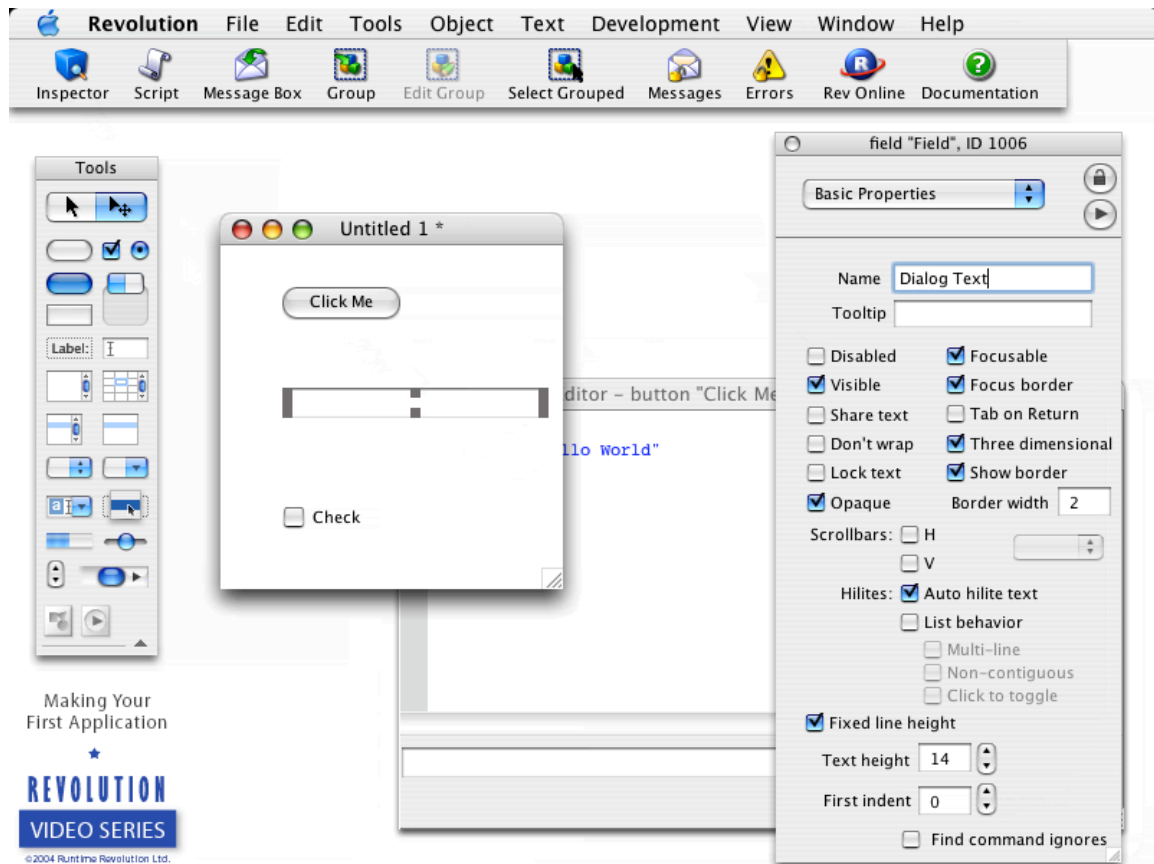 Revolution File Edit Tools Object Text Development View Window Help
Inspector Script Message Box Group Edit Group Select Grouped Messages Errors Rev Online Documentation
Tools
Label:
a
Making Your
First Application
REVOLUTION
VIDEO SERIES
©2004 Runtime Revolution Ltd.
Untitled 1 *
Click Me
Check
ditor - button "Click Me
llo World"
field "Field", ID 1006
Basic Properties
Name Dialog Text
Tooltip
Disabled Focusable
Visible Focus border
Share text Tab on Return
Don't wrap Three dimensional
Lock text Show border
Opaque Border width 2
Scrollbars: H
V
Hilites: Auto hilite text
List behavior
Multi-line
Non-contiguous
Click to toggle
Fixed line height
Text height 14
First indent 0
Find command ignores